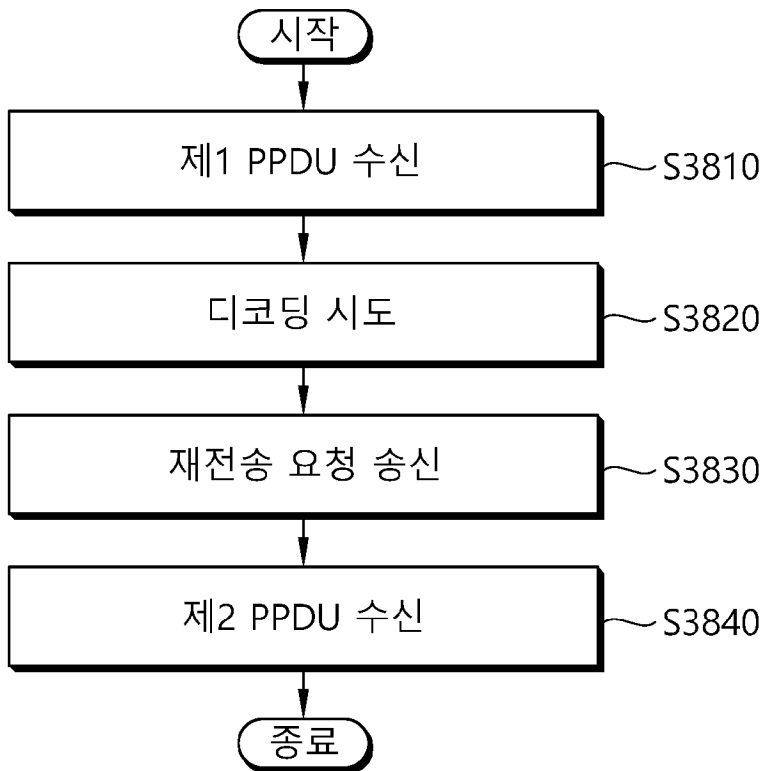 시작
제1 PPDU 수신
S3810
디코딩 시도
S3820
재전송 요청 송신
S3830
제2 PPDU 수신
S3840
종료